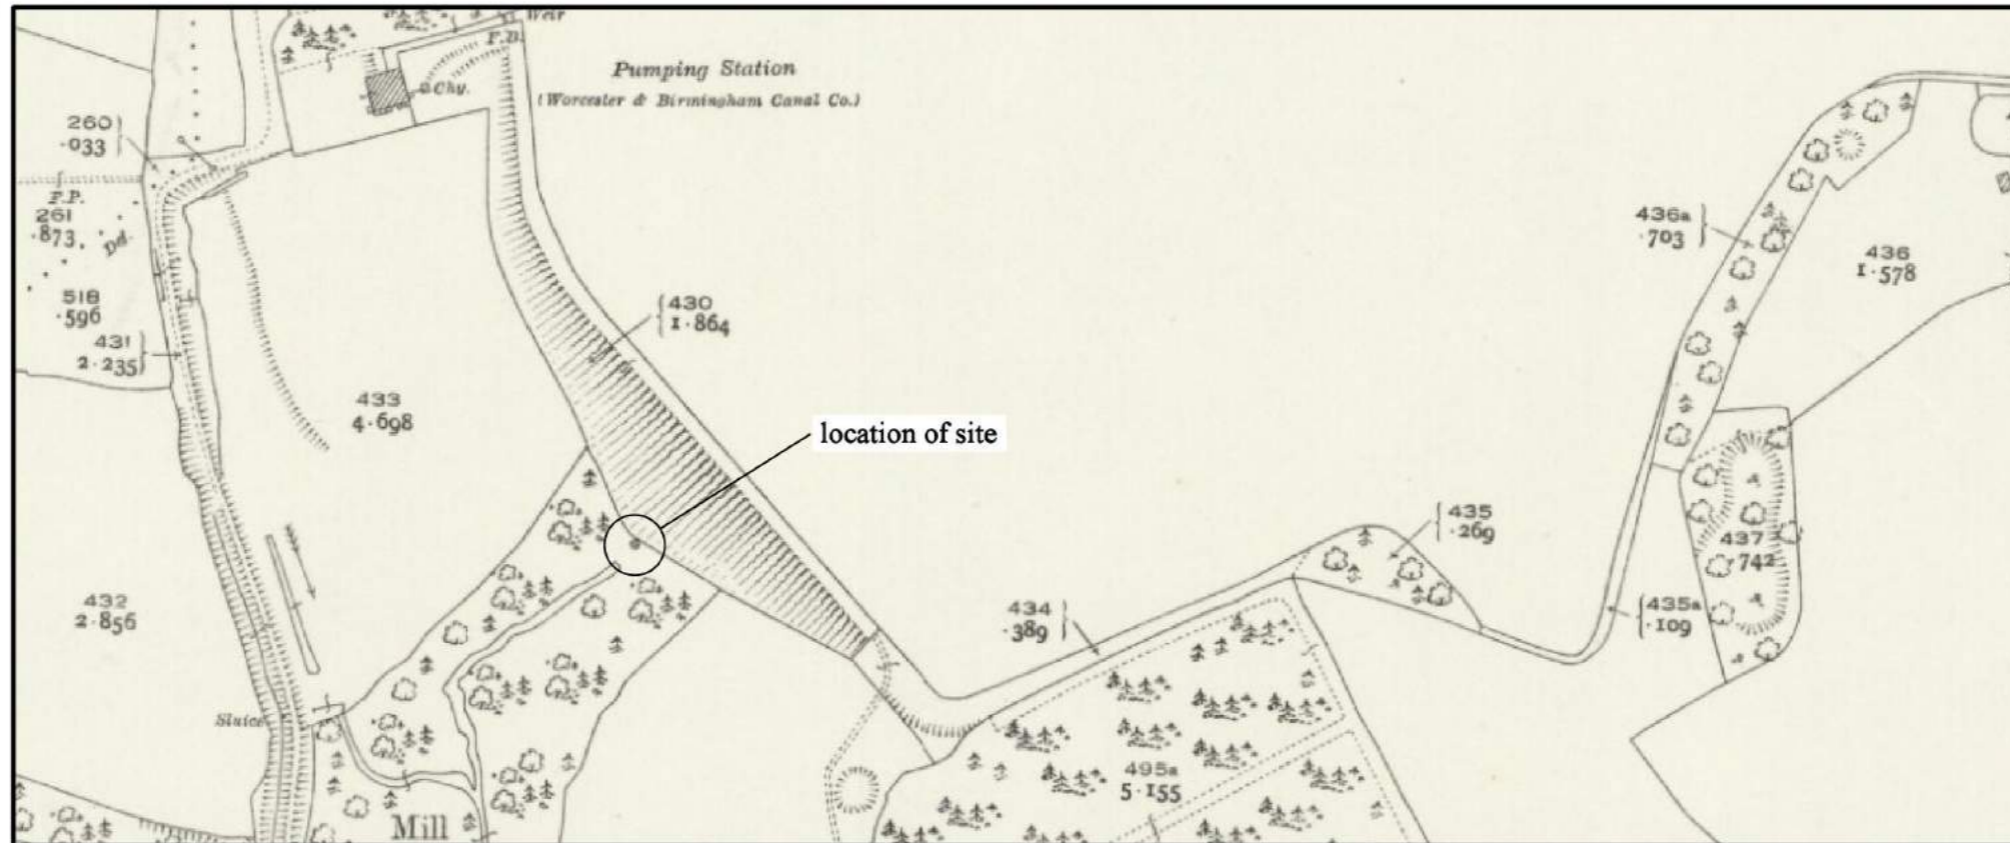 Weir
F.B.
Pumping Station
(Worcester & Birmingham Canal Co.)
Chy.
260
.033
F.P.
261
.873
Dd.
518
.596
431
2.235
433
4.698
430
1.864
location of site
436a
.703
436
1.578
435
.269
437
.742
432
2.856
434
.389
435a
.109
Sluice
495a
5.155
Mill